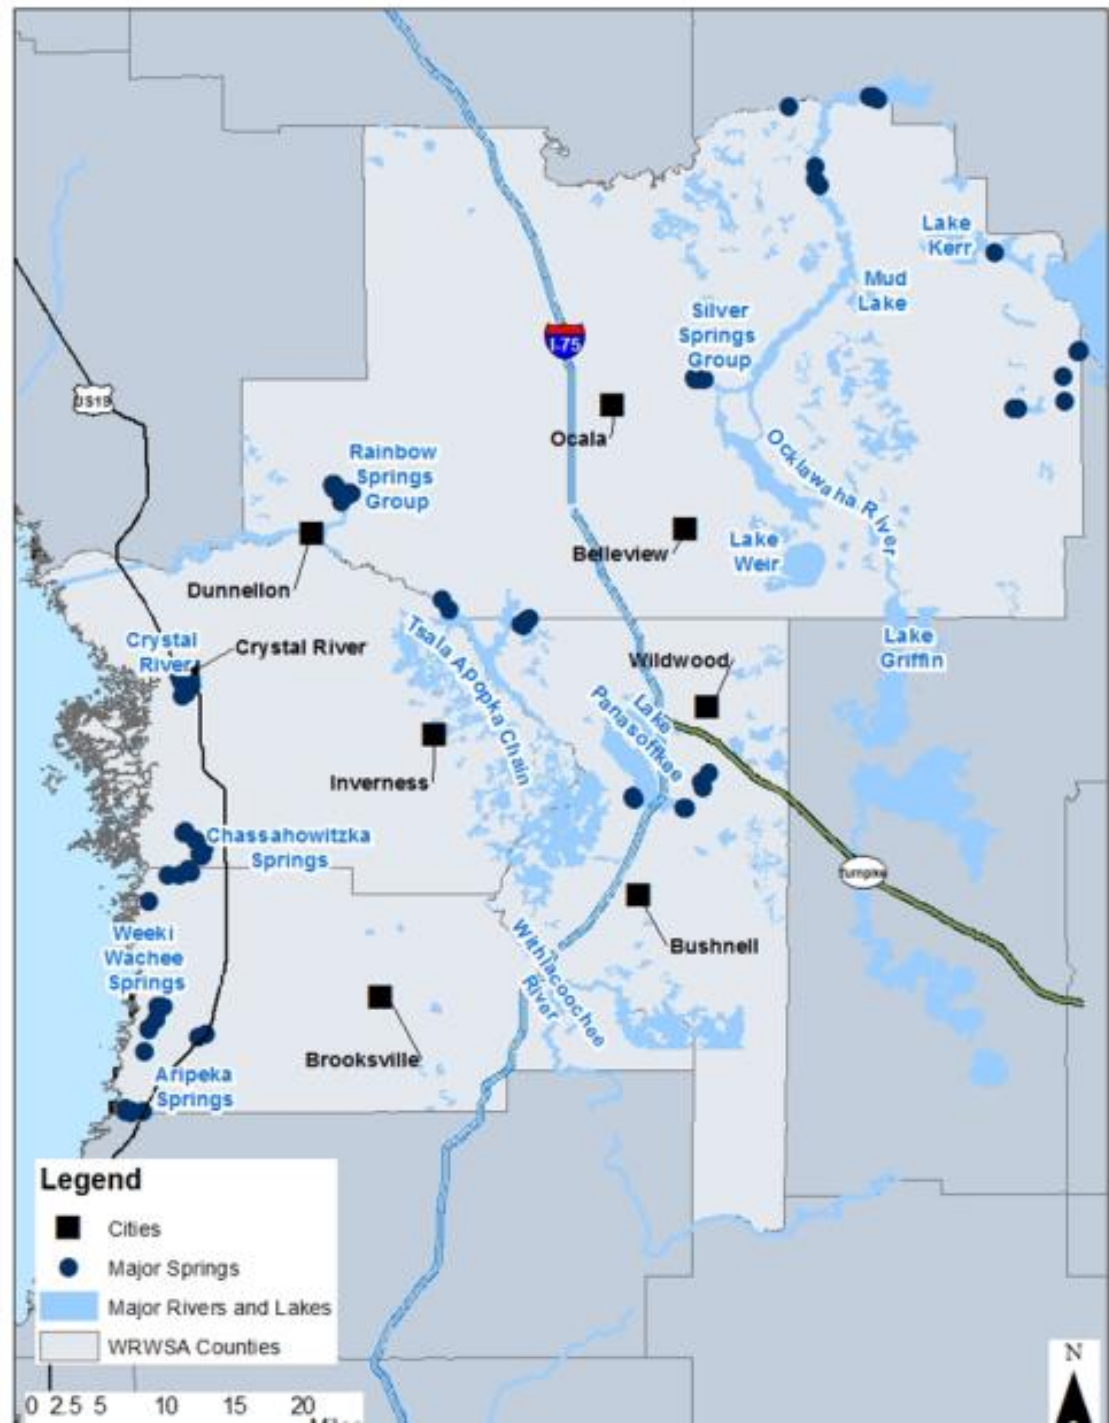 Lake
Kerr
Mud
Lake
Silver
Springs
Group
I-75
US19
Ocala
Rainbow
Springs
Group
Ocklawaha River
Belleview
Lake
Weir
Dunnellon
Crystal
River
Crystal River
Tsala Apopka Chain
Lake
Griffin
Wildwood
Lake
Panasoffkee
Inverness
Chassahowitzka
Springs
Turnpike
Weeki
Wachee
Springs
Bushnell
Withlacoochee
River
Brooksville
Aripeka
Springs
Legend
Cities
Major Springs
Major Rivers and Lakes
WRWSA Counties
N
0 2.5 5 10 15 20
Miles